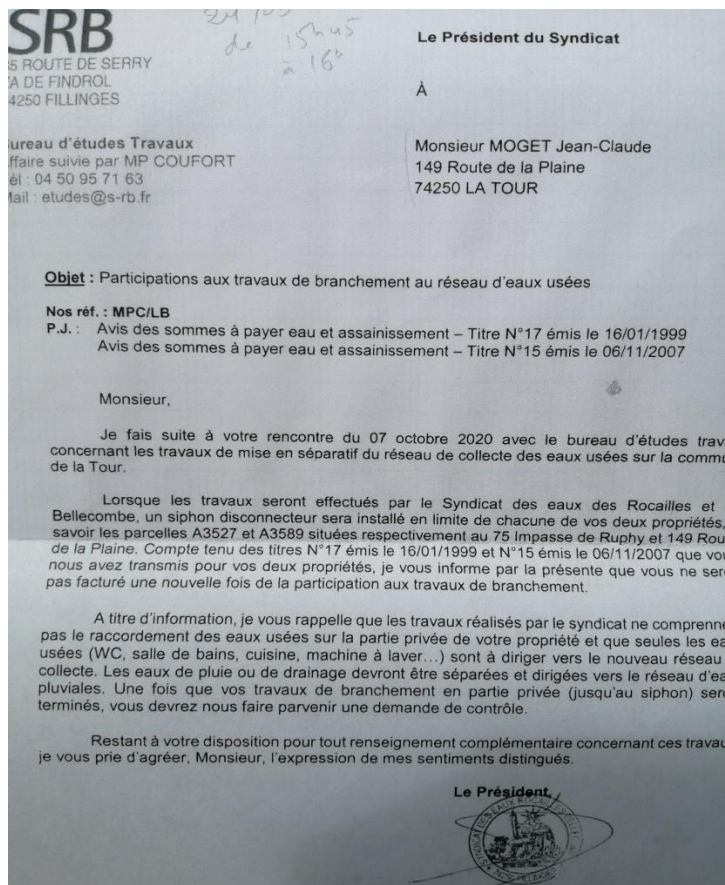 SRB
24/03
de 15h45
à 16h
5 ROUTE DE SERRY
A DE FINDROL
4250 FILLINGES
ureau d'études Travaux
ffaire suivie par MP COUFORT
él : 04 50 95 71 63
ail : etudes@s-rb.fr
Le Président du Syndicat
À
Monsieur MOGET Jean-Claude
149 Route de la Plaine
74250 LA TOUR
Objet : Participations aux travaux de branchement au réseau d'eaux usées
Nos réf. : MPC/LB
P.J. : Avis des sommes à payer eau et assainissement – Titre N°17 émis le 16/01/1999
Avis des sommes à payer eau et assainissement – Titre N°15 émis le 06/11/2007
Monsieur,
Je fais suite à votre rencontre du 07 octobre 2020 avec le bureau d'études trav
concernant les travaux de mise en séparatif du réseau de collecte des eaux usées sur la commu
de la Tour.
Lorsque les travaux seront effectués par le Syndicat des eaux des Rocailles et
Bellecombe, un siphon disconnecteur sera installé en limite de chacune de vos deux propriétés,
savoir les parcelles A3527 et A3589 situées respectivement au 75 Impasse de Ruphy et 149 Rou
de la Plaine. Compte tenu des titres N°17 émis le 16/01/1999 et N°15 émis le 06/11/2007 que vou
nous avez transmis pour vos deux propriétés, je vous informe par la présente que vous ne ser
pas facturé une nouvelle fois de la participation aux travaux de branchement.
A titre d'information, je vous rappelle que les travaux réalisés par le syndicat ne comprenne
pas le raccordement des eaux usées sur la partie privée de votre propriété et que seules les ea
usées (WC, salle de bains, cuisine, machine à laver…) sont à diriger vers le nouveau réseau
collecte. Les eaux de pluie ou de drainage devront être séparées et dirigées vers le réseau d'ea
pluviales. Une fois que vos travaux de branchement en partie privée (jusqu'au siphon) sero
terminés, vous devrez nous faire parvenir une demande de contrôle.
Restant à votre disposition pour tout renseignement complémentaire concernant ces travau
je vous prie d'agréer, Monsieur, l'expression de mes sentiments distingués.
Le Président,